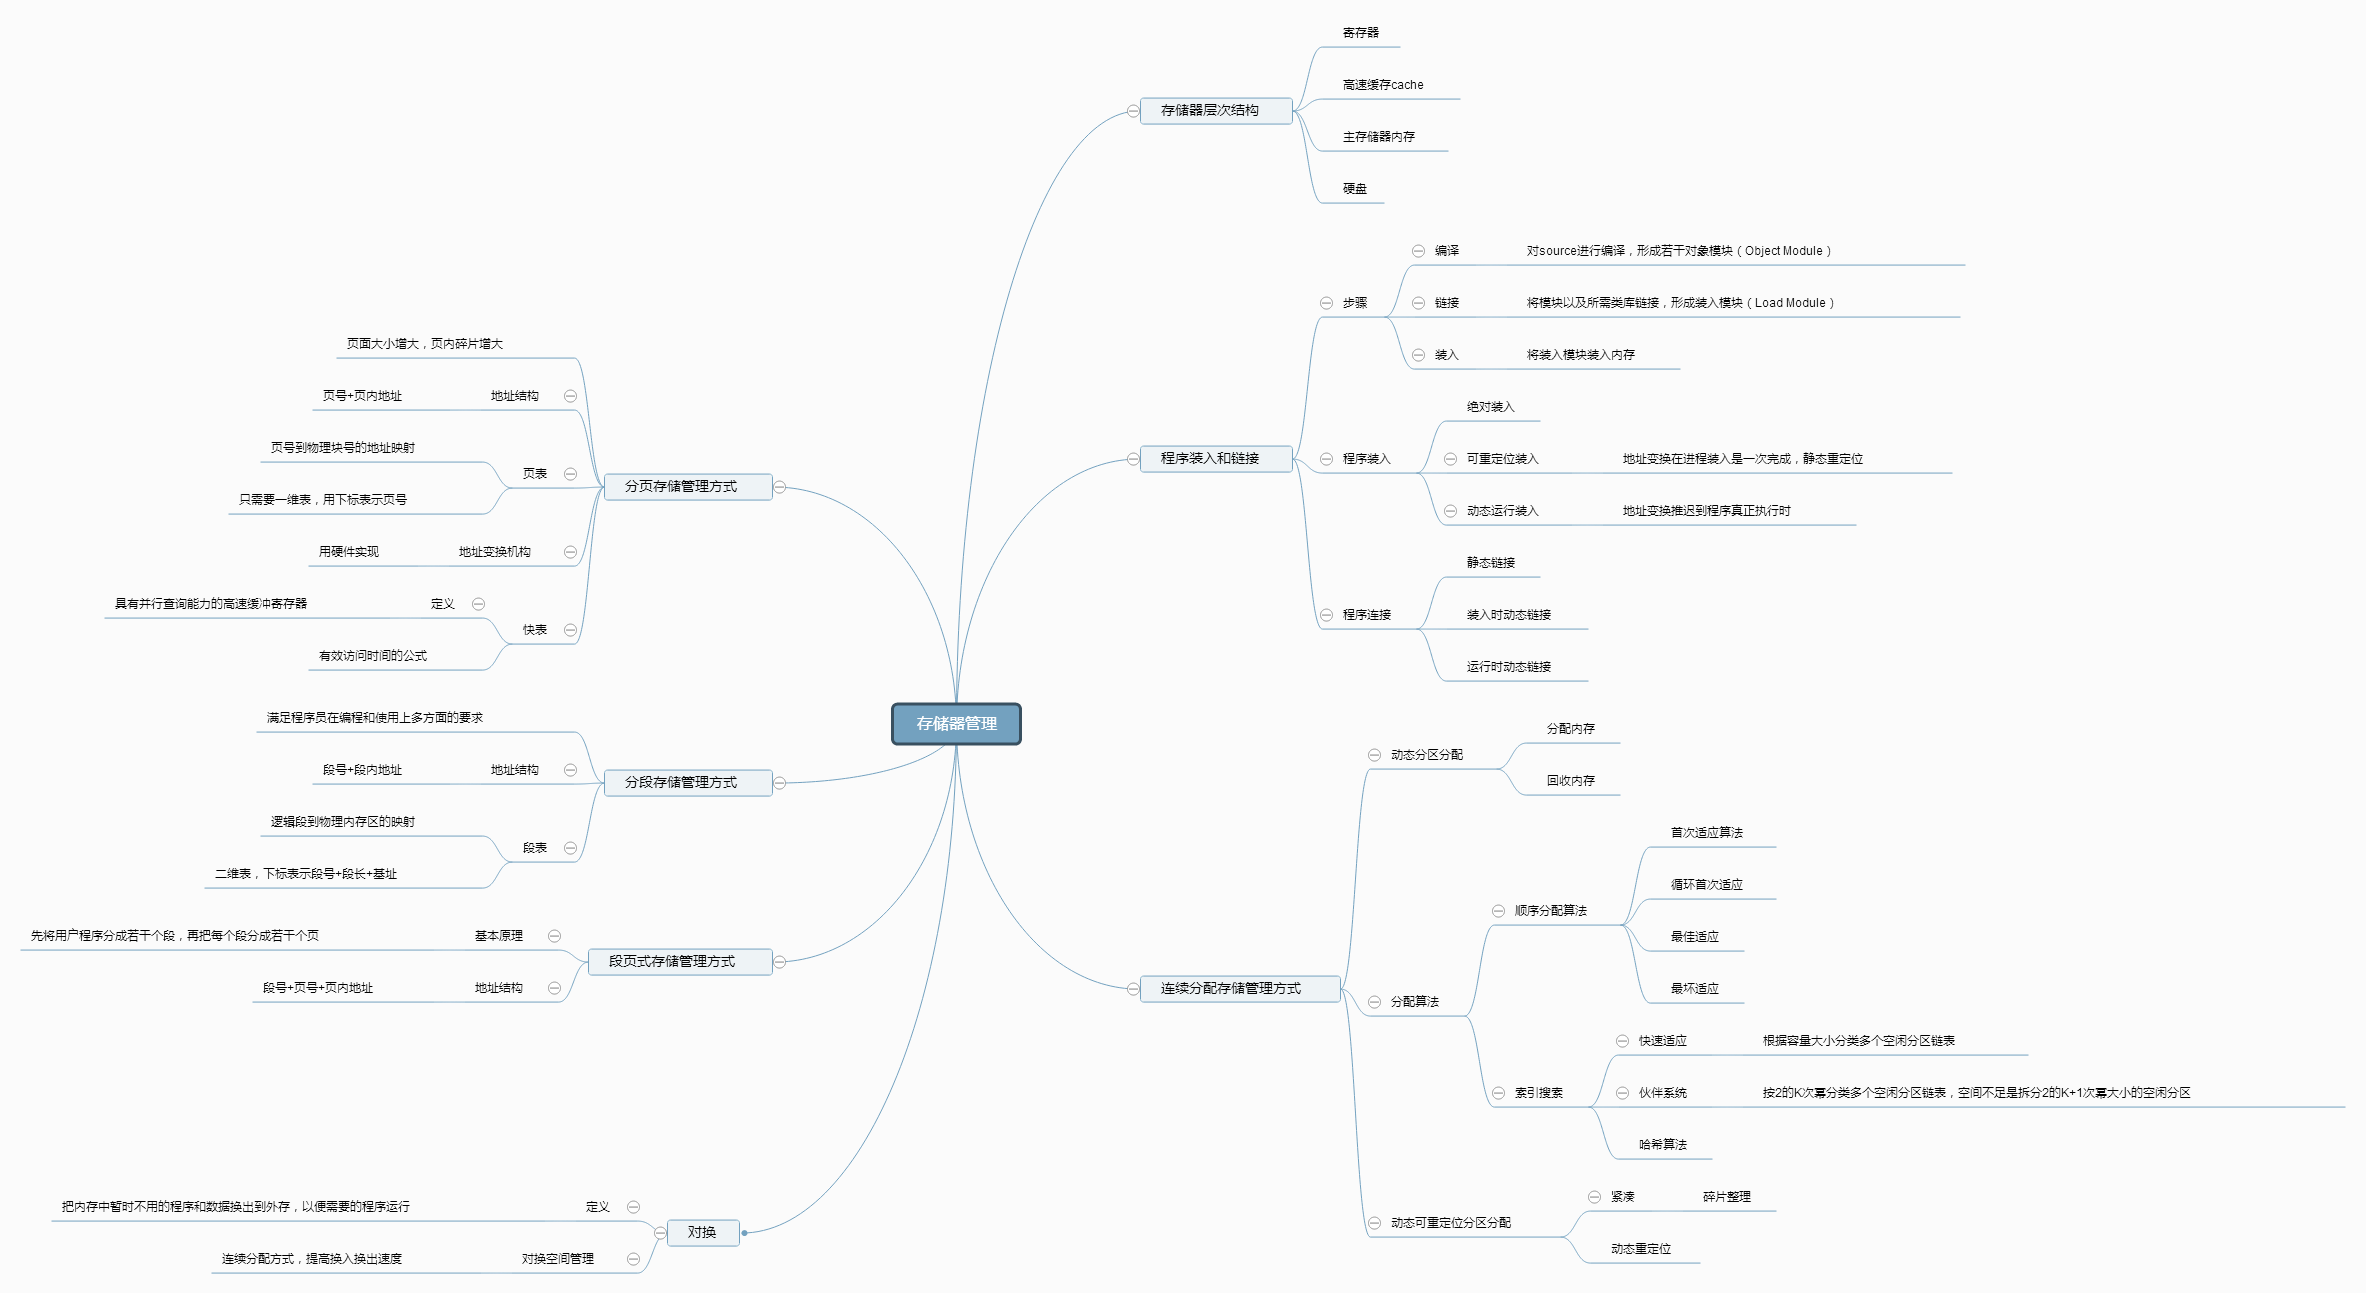 存储器管理
存储器层次结构
寄存器
高速缓存cache
主存储器内存
硬盘
程序装入和链接
步骤
编译
对source进行编译，形成若干对象模块（Object Module）
链接
将模块以及所需类库链接，形成装入模块（Load Module）
装入
将装入模块装入内存
程序装入
绝对装入
可重定位装入
地址变换在进程装入是一次完成，静态重定位
动态运行装入
地址变换推迟到程序真正执行时
程序连接
静态链接
装入时动态链接
运行时动态链接
连续分配存储管理方式
动态分区分配
分配内存
回收内存
分配算法
顺序分配算法
首次适应算法
循环首次适应
最佳适应
最坏适应
索引搜索
快速适应
根据容量大小分类多个空闲分区链表
伙伴系统
按2的K次幂分类多个空闲分区链表，空间不足是拆分2的K+1次幂大小的空闲分区
哈希算法
动态可重定位分区分配
紧凑
碎片整理
动态重定位
分页存储管理方式
页面大小增大，页内碎片增大
地址结构
页号+页内地址
页表
页号到物理块号的地址映射
只需要一维表，用下标表示页号
地址变换机构
用硬件实现
快表
定义
具有并行查询能力的高速缓冲寄存器
有效访问时间的公式
分段存储管理方式
满足程序员在编程和使用上多方面的要求
地址结构
段号+段内地址
段表
逻辑段到物理内存区的映射
二维表，下标表示段号+段长+基址
段页式存储管理方式
基本原理
先将用户程序分成若干个段，再把每个段分成若干个页
地址结构
段号+页号+页内地址
对换
定义
把内存中暂时不用的程序和数据换出到外存，以便需要的程序运行
对换空间管理
连续分配方式，提高换入换出速度